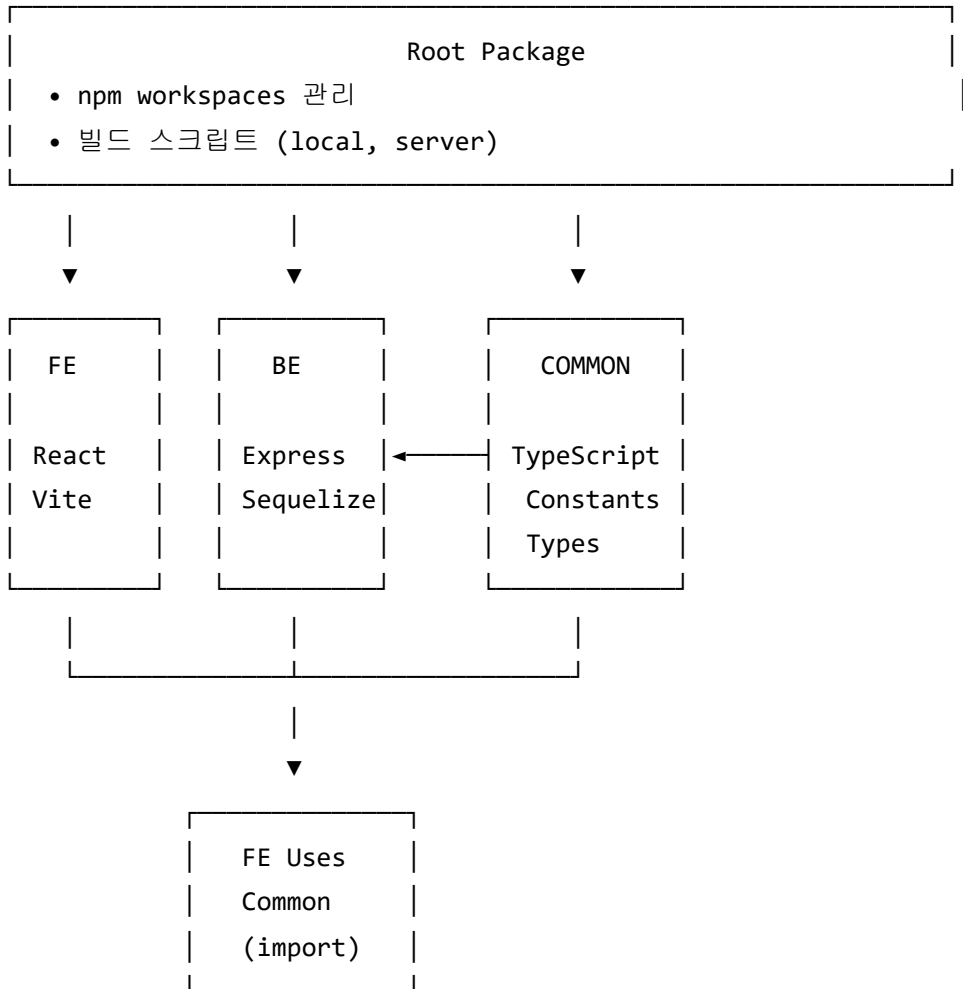 Root Package
• npm workspaces 관리
• 빌드 스크립트 (local, server)
FE BE COMMON
React Express TypeScript
Vite Sequelize Constants
Types
FE Uses
Common
(import)